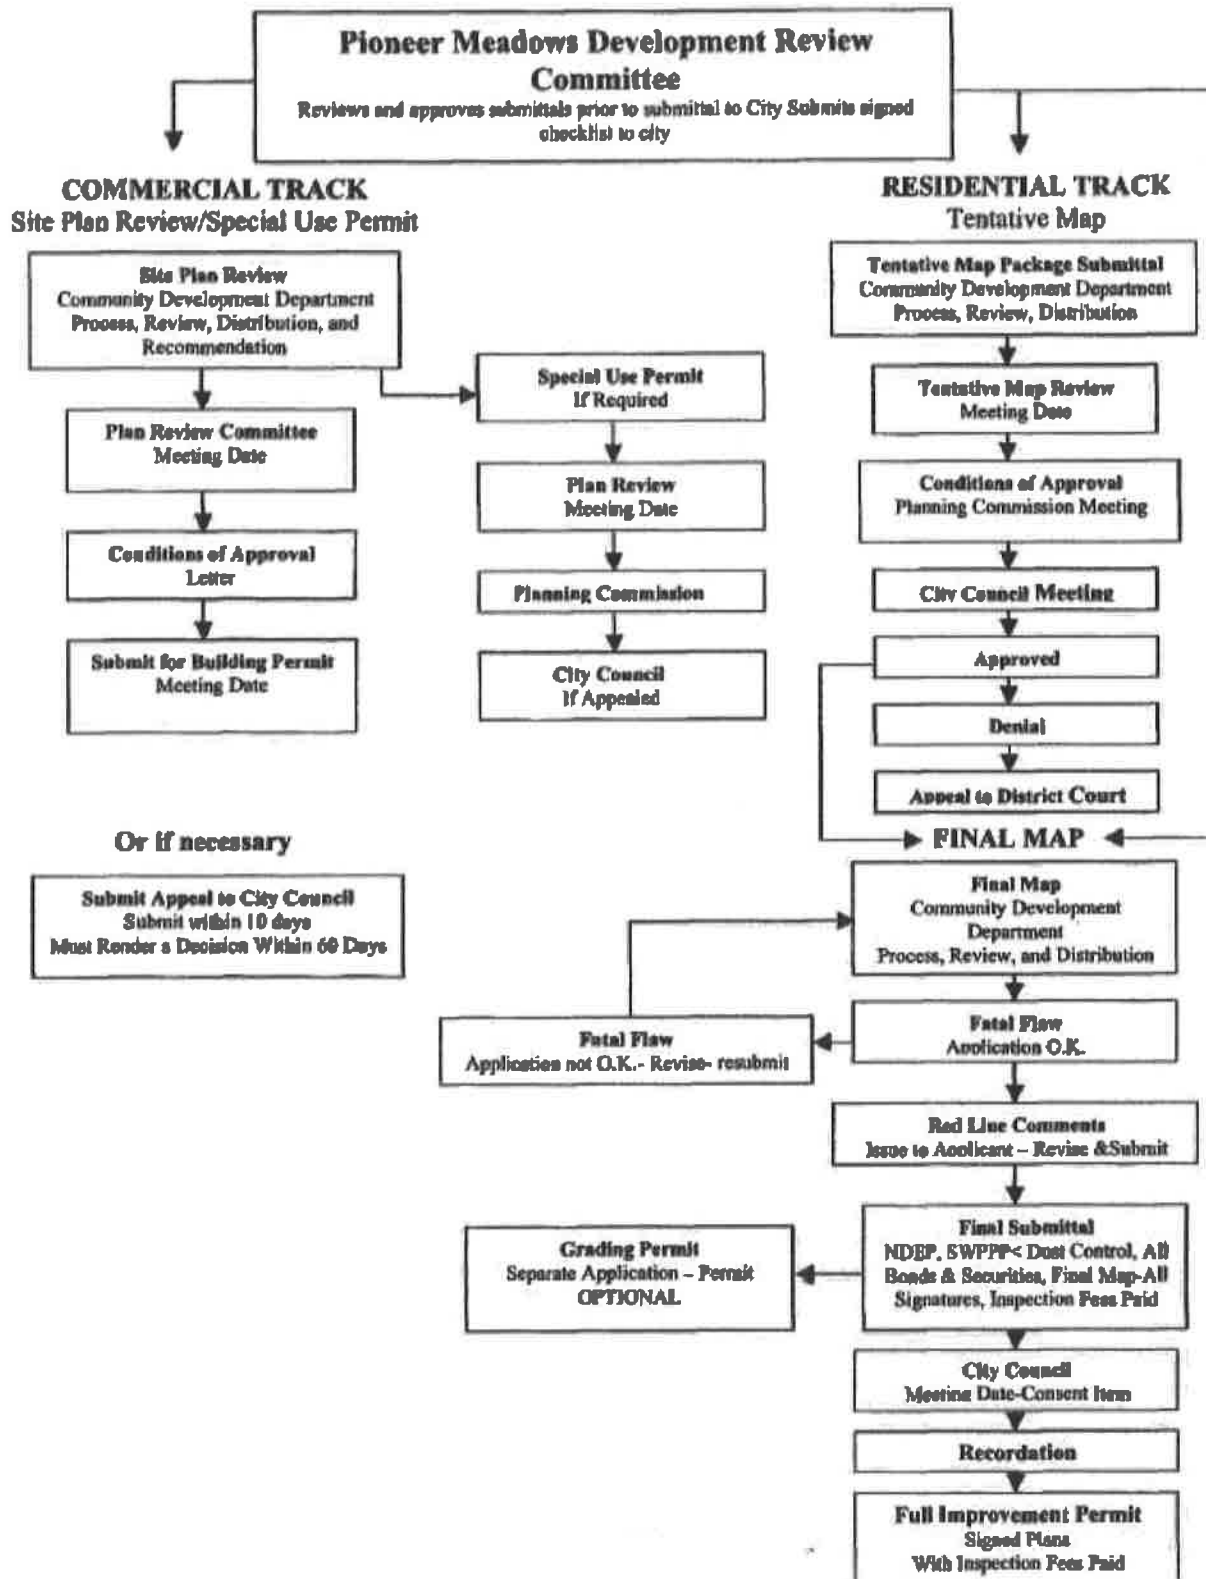 Pioneer Meadows Development Review
Committee
Reviews and approves submittals prior to submittal to City Submits signed
checklist to city
COMMERCIAL TRACK
Site Plan Review/Special Use Permit
Site Plan Review
Community Development Department
Process, Review, Distribution, and
Recommendation
Plan Review Committee
Meeting Date
Conditions of Approval
Letter
Submit for Building Permit
Meeting Date
Special Use Permit
If Required
Plan Review
Meeting Date
Planning Commission
City Council
If Appealed
Or if necessary
Submit Appeal to City Council
Submit within 10 days
Must Render a Decision Within 60 Days
RESIDENTIAL TRACK
Tentative Map
Tentative Map Package Submittal
Community Development Department
Process, Review, Distribution
Tentative Map Review
Meeting Date
Conditions of Approval
Planning Commission Meeting
City Council Meeting
Approved
Denial
Appeal to District Court
FINAL MAP
Final Map
Community Development
Department
Process, Review, and Distribution
Fatal Flaw
Application O.K.
Fatal Flaw
Application not O.K.- Revise- resubmit
Red Line Comments
Issue to Applicant – Revise &Submit
Final Submittal
NDEP, SWPPP< Dust Control, All
Bonds & Securities, Final Map-All
Signatures, Inspection Fees Paid
Grading Permit
Separate Application – Permit
OPTIONAL
City Council
Meeting Date-Consent Item
Recordation
Full Improvement Permit
Signed Plans
With Inspection Fees Paid